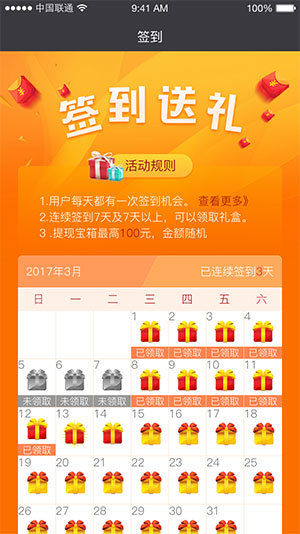 中国联通 9:41 AM 100%
签到
签到送礼
活动规则
1.用户每天都有一次签到机会。 查看更多》
2.连续签到7天及7天以上，可以领取礼盒。
3.提现宝箱最高100元，金额随机
2017年3月 已连续签到3天
日 一 二 三 四 五 六
1 2 3 4
已领取 已领取 已领取 已领取
5 6 7 8 9 10 11
未领取 未领取 未领取 已领取 已领取 已领取 已领取
12 13 14 15 16 17 18
已领取
19 20 21 22 23 24 25
26 27 28 29 30 31